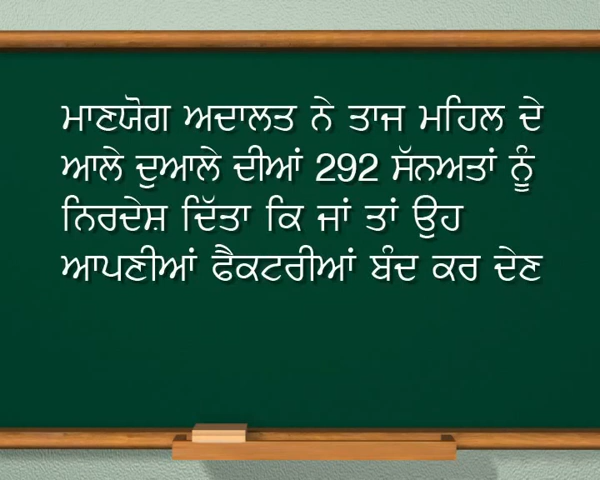 ਮਾਣਯੋਗ ਅਦਾਲਤ ਨੇ ਤਾਜ ਮਹਿਲ ਦੇ
ਆਲੇ ਦੁਆਲੇ ਦੀਆਂ 292 ਸੱਨਅਤਾਂ ਨੂੰ
ਨਿਰਦੇਸ਼ ਦਿੱਤਾ ਕਿ ਜਾਂ ਤਾਂ ਉਹ
ਆਪਣੀਆਂ ਫੈਕਟਰੀਆਂ ਬੰਦ ਕਰ ਦੇਣ